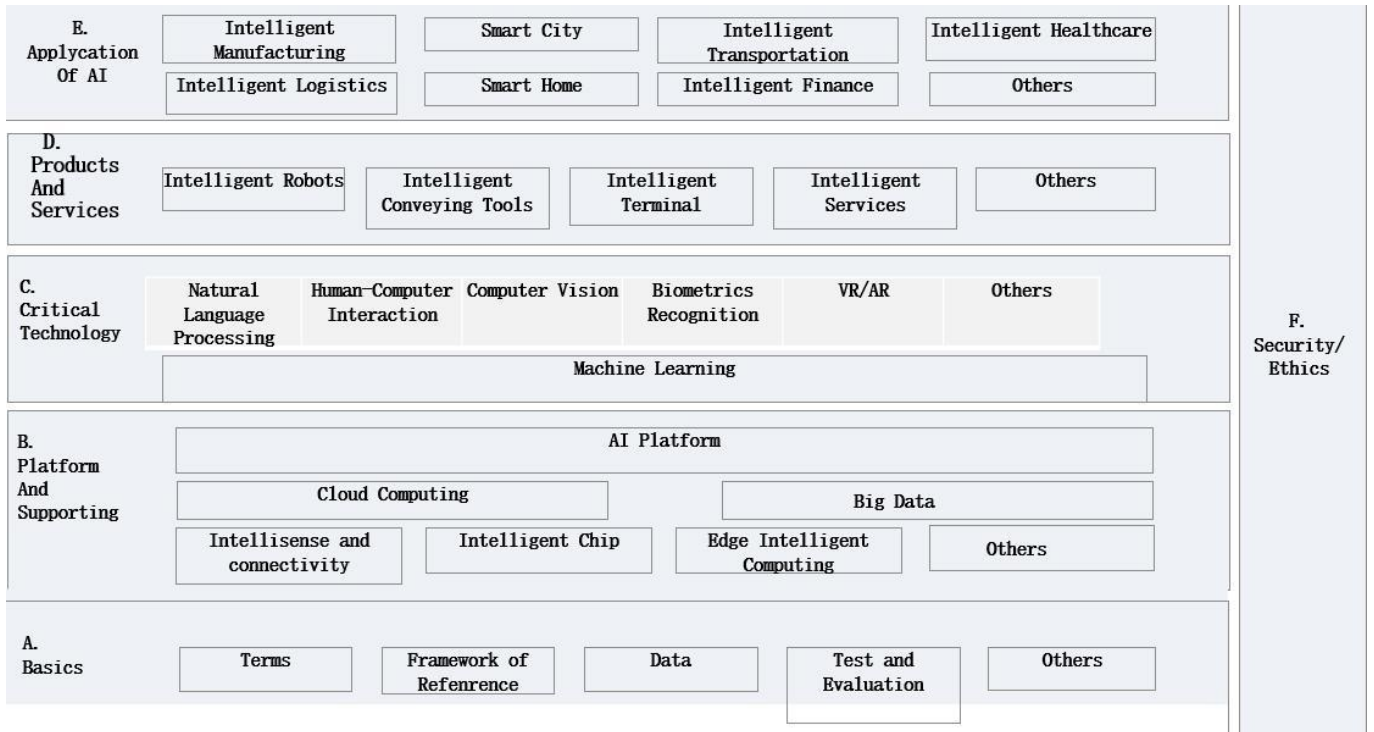 E.
Applycation
Of AI
Intelligent
Manufacturing
Smart City
Intelligent
Transportation
Intelligent Healthcare
Intelligent Logistics
Smart Home
Intelligent Finance
Others
D.
Products
And
Services
Intelligent Robots
Intelligent
Conveying Tools
Intelligent
Terminal
Intelligent
Services
Others
C.
Critical
Technology
Natural
Language
Processing
Human-Computer
Interaction
Computer Vision
Biometrics
Recognition
VR/AR
Others
Machine Learning
B.
Platform
And
Supporting
AI Platform
Cloud Computing
Big Data
Intellisense and
connectivity
Intelligent Chip
Edge Intelligent
Computing
Others
A.
Basics
Terms
Framework of
Refenrence
Data
Test and
Evaluation
Others
F.
Security/
Ethics